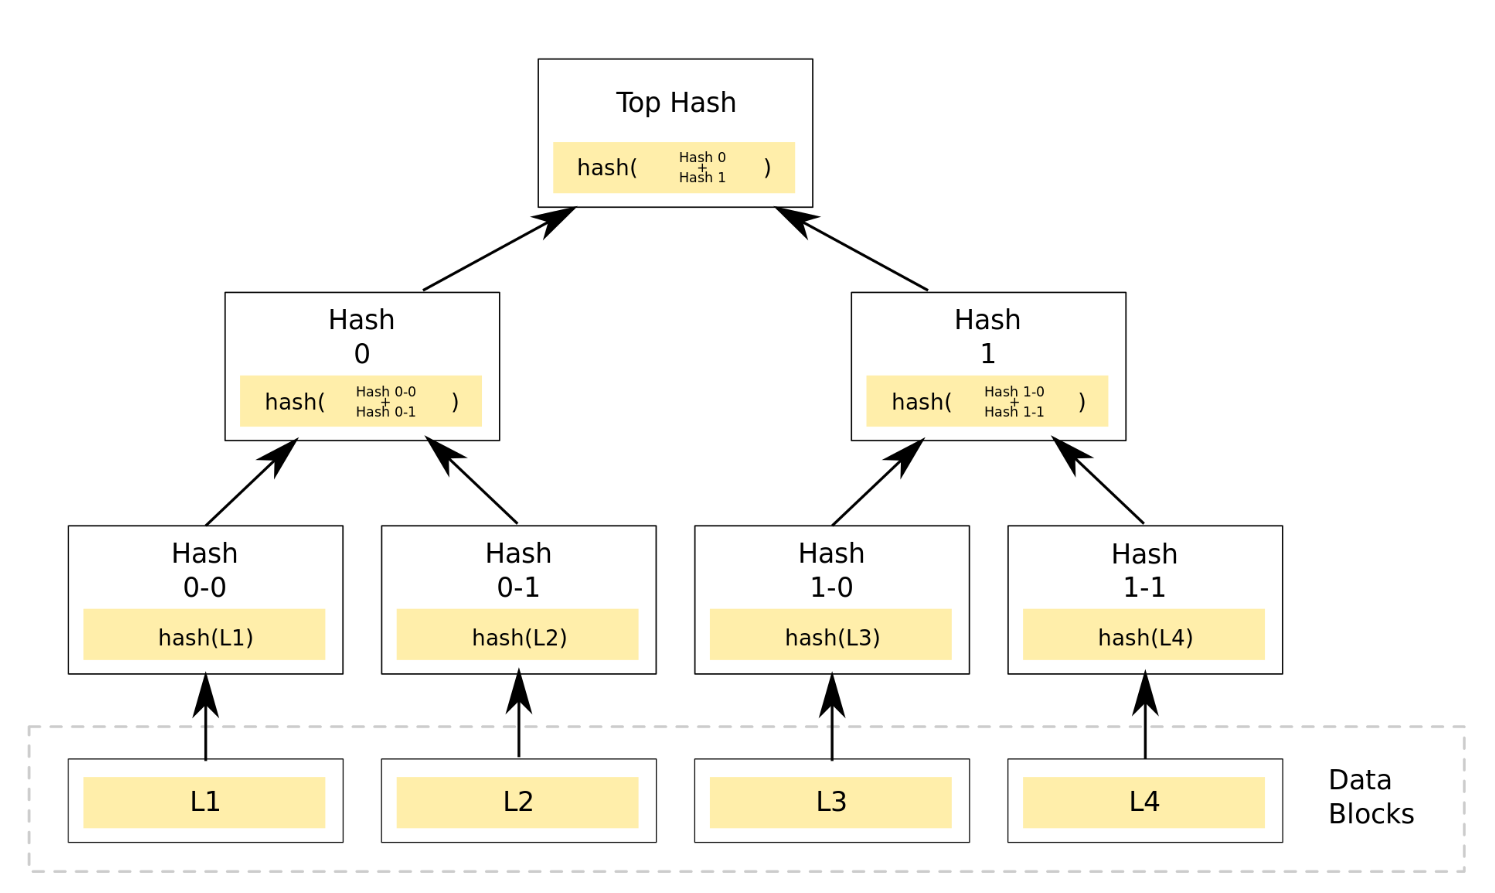 Top Hash
hash( Hash 0 + Hash 1 )
Hash
0
hash( Hash 0-0 + Hash 0-1 )
Hash
1
hash( Hash 1-0 + Hash 1-1 )
Hash
0-0
hash(L1)
Hash
0-1
hash(L2)
Hash
1-0
hash(L3)
Hash
1-1
hash(L4)
L1
L2
L3
L4
Data
Blocks